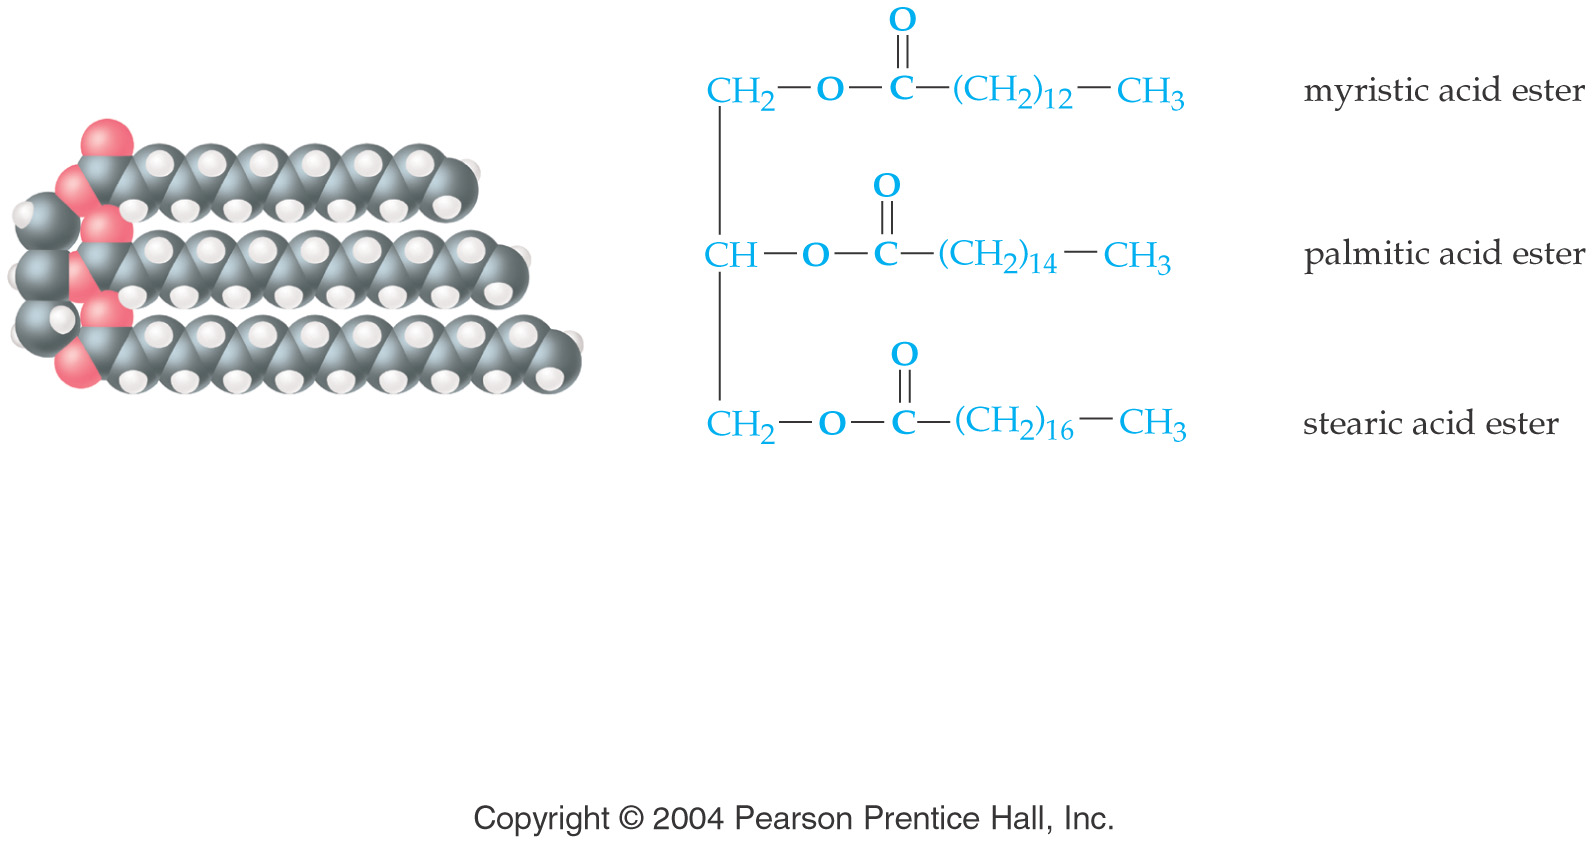 O
CH₂—O—C—(CH₂)₁₂—CH₃ myristic acid ester
O
CH—O—C—(CH₂)₁₄—CH₃ palmitic acid ester
O
CH₂—O—C—(CH₂)₁₆—CH₃ stearic acid ester
Copyright © 2004 Pearson Prentice Hall, Inc.